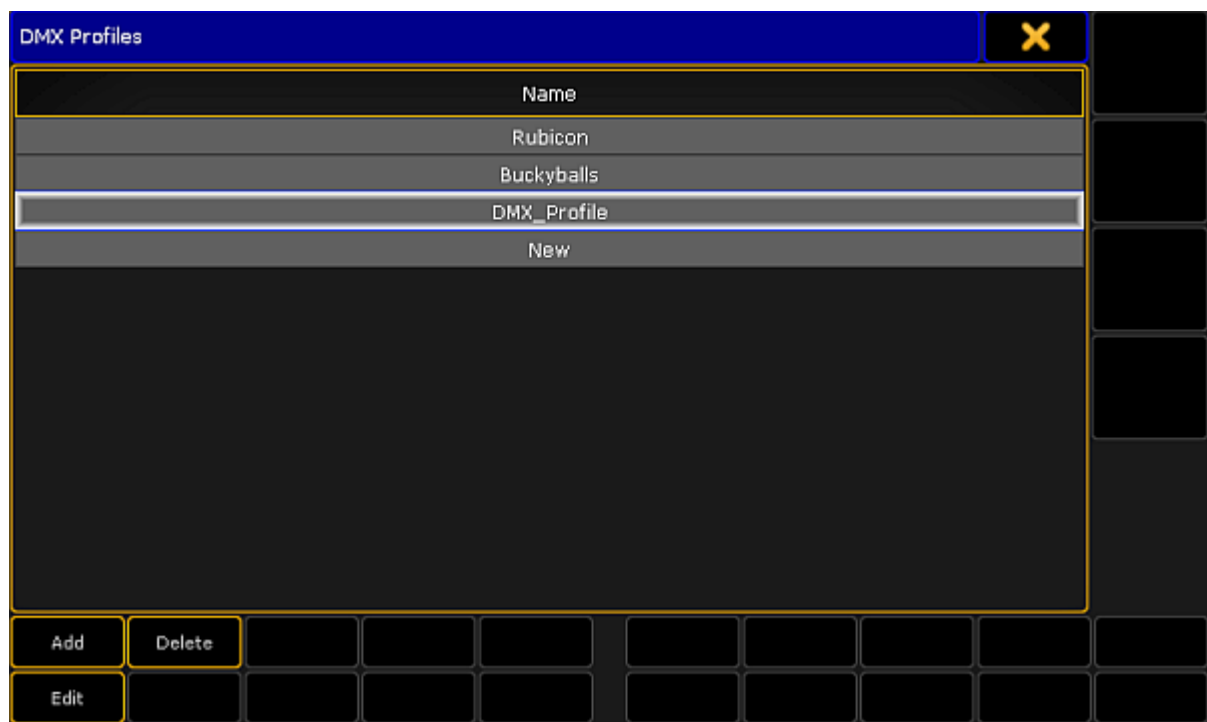 DMX Profiles
Name
Rubicon
Buckyballs
DMX_Profile
New
Add Delete
Edit